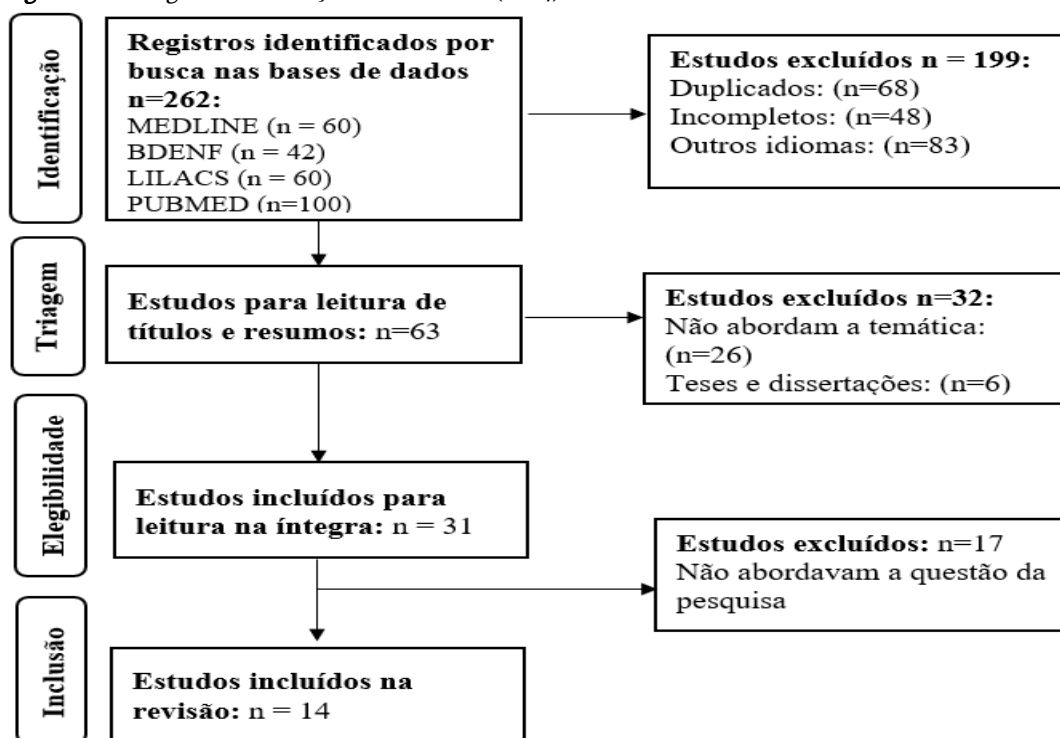 Identificação
Registros identificados por
busca nas bases de dados
n=262:
MEDLINE (n = 60)
BDENF (n = 42)
LILACS (n = 60)
PUBMED (n=100)
Estudos excluídos n = 199:
Duplicados: (n=68)
Incompletos: (n=48)
Outros idiomas: (n=83)
Triagem
Estudos para leitura de
títulos e resumos: n=63
Estudos excluídos n=32:
Não abordam a temática:
(n=26)
Teses e dissertações: (n=6)
Elegibilidade
Estudos incluídos para
leitura na íntegra: n = 31
Estudos excluídos: n=17
Não abordavam a questão da
pesquisa
Inclusão
Estudos incluídos na
revisão: n = 14